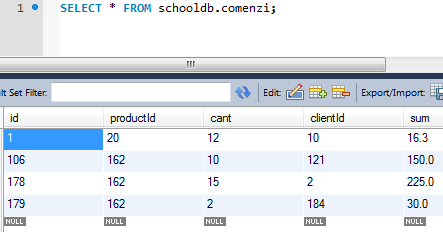 1 SELECT * FROM schooldb.comenzi;
ult Set Filter: Edit: Export/Import:
id productId cant clientId sum
1 20 12 10 16.3
106 162 10 121 150.0
178 162 15 2 225.0
179 162 2 184 30.0
NULL NULL NULL NULL NULL